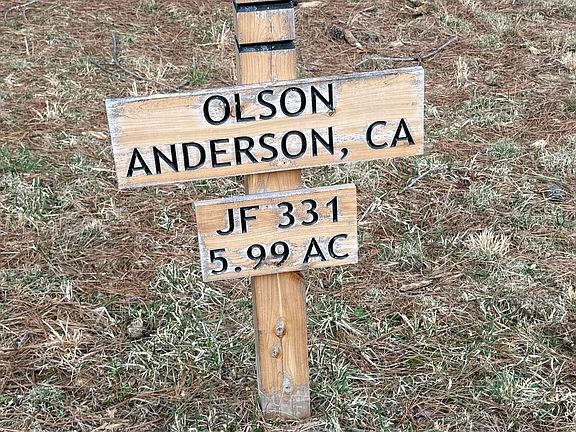 OLSON
ANDERSON, CA
JF 331
5.99 AC